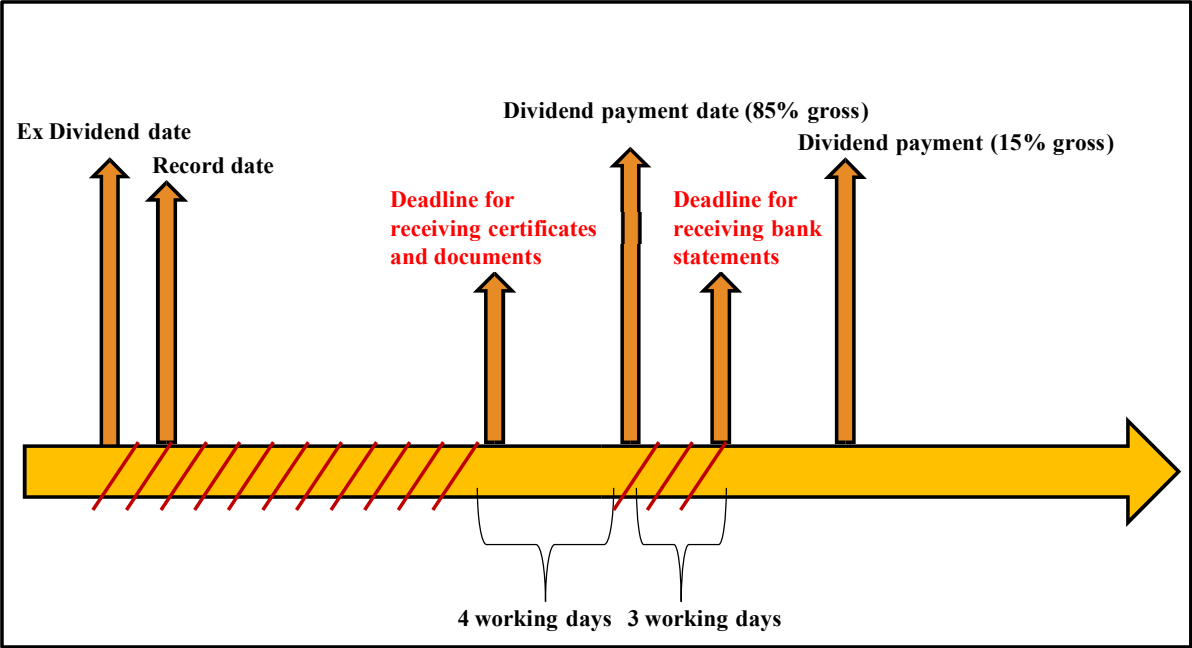 Dividend payment date (85% gross)
Ex Dividend date
Dividend payment (15% gross)
Record date
Deadline for
receiving certificates
and documents
Deadline for
receiving bank
statements
4 working days
3 working days